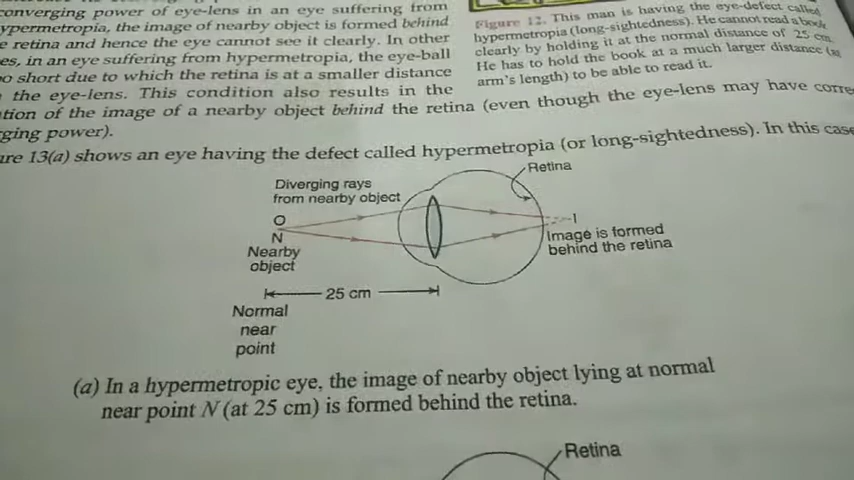 converging power of eye-lens in an eye suffering from
ypermetropia, the image of nearby object is formed behind
e retina and hence the eye cannot see it clearly. In other
es, in an eye suffering from hypermetropia, the eye-ball
o short due to which the retina is at a smaller distance
the eye-lens. This condition also results in the
tion of the image of a nearby object behind the retina (even though the eye-lens may have corre
ging power).
Figure 12. This man is having the eye-defect called
hypermetropia (long-sightedness). He cannot read a book
clearly by holding it at the normal distance of 25 cm.
He has to hold the book at a much larger distance (
arm's length) to be able to read it.
ure 13(a) shows an eye having the defect called hypermetropia (or long-sightedness). In this case
Retina
Diverging rays
from nearby object
O
N
Nearby
object
I
Image is formed
behind the retina
25 cm
Normal
near
point
(a) In a hypermetropic eye, the image of nearby object lying at normal
near point N (at 25 cm) is formed behind the retina.
Retina